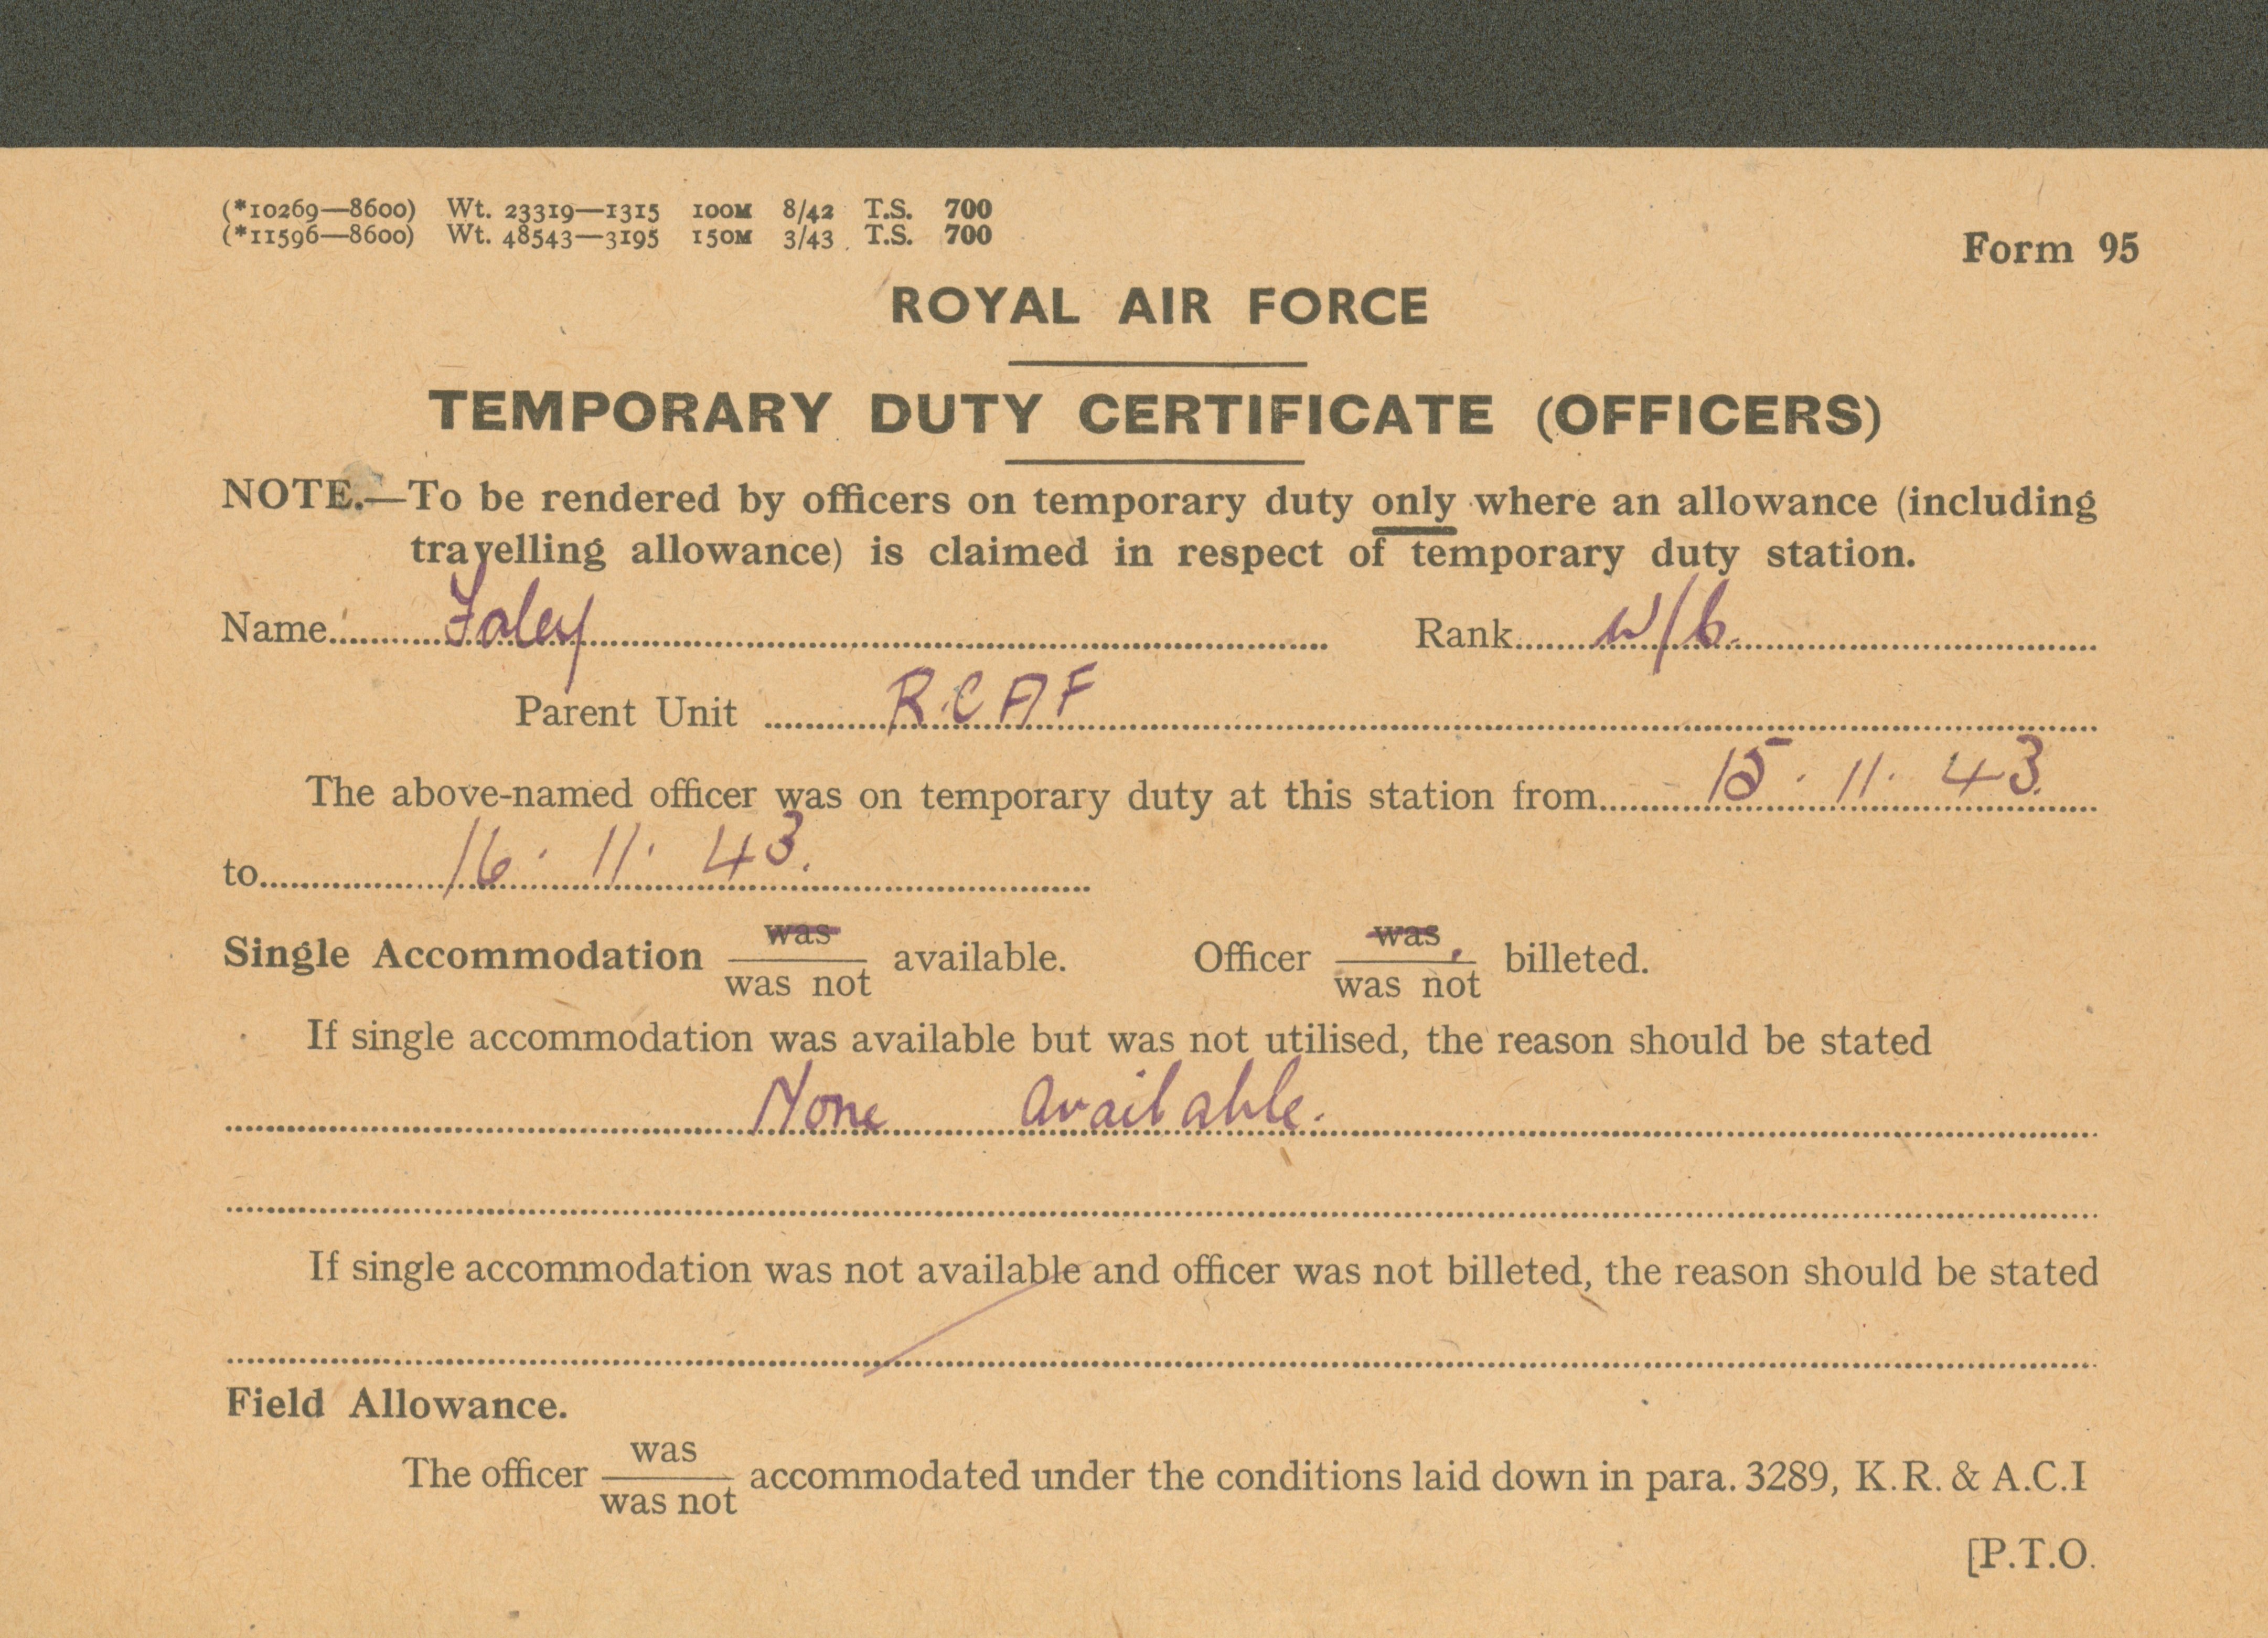 (*10269—8600) Wt. 23319—1315 100M 8/42 T.S. 700
(*11596—8600) Wt. 48543—3195 150M 3/43 T.S. 700
Form 95
ROYAL AIR FORCE
TEMPORARY DUTY CERTIFICATE (OFFICERS)
NOTE.—To be rendered by officers on temporary duty only where an allowance (including
travelling allowance) is claimed in respect of temporary duty station.
Name Foley Rank W/C.
Parent Unit R.C.A.F
The above-named officer was on temporary duty at this station from 15. 11. 43.
to 16. 11. 43.
was was
Single Accommodation available. Officer billeted.
was not was not
If single accommodation was available but was not utilised, the reason should be stated
None available.
If single accommodation was not available and officer was not billeted, the reason should be stated
Field Allowance.
was
The officer accommodated under the conditions laid down in para. 3289, K.R. & A.C.I
was not
[P.T.O.